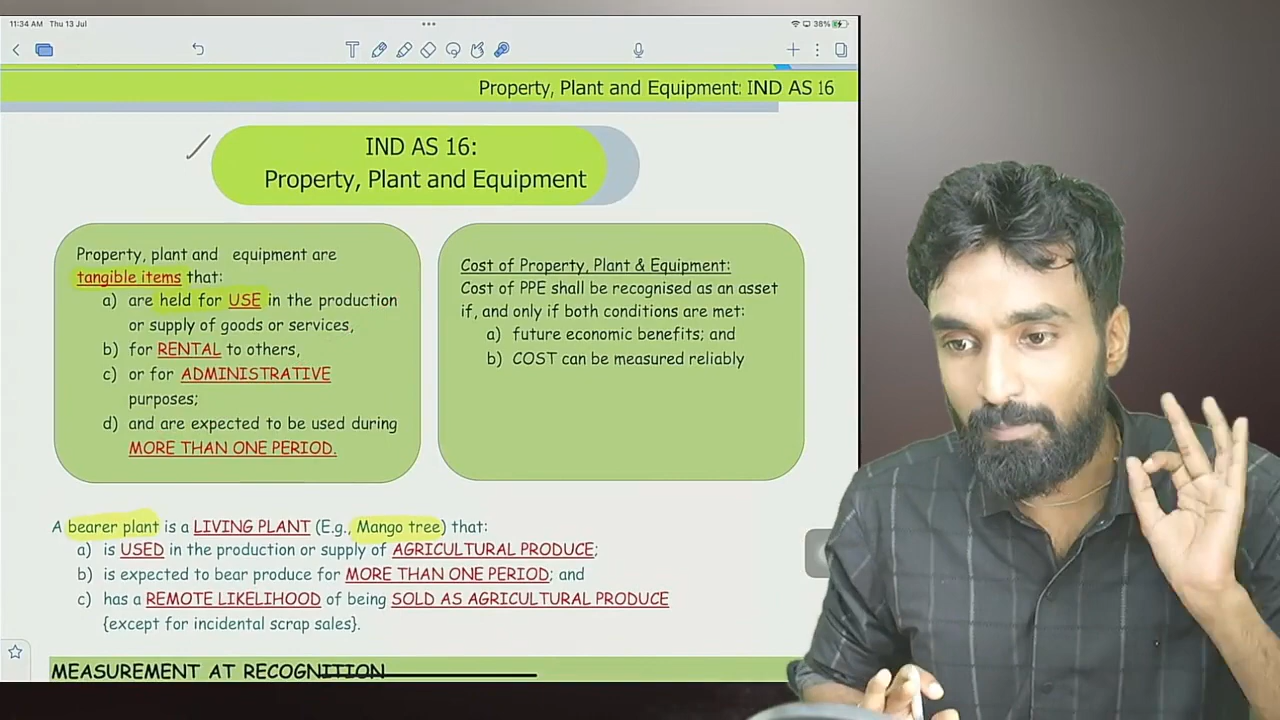 11:34 AM Thu 13 Jul
38%
Property, Plant and Equipment: IND AS 16
IND AS 16:
Property, Plant and Equipment
Property, plant and equipment are
tangible items that:
a) are held for USE in the production
or supply of goods or services,
b) for RENTAL to others,
c) or for ADMINISTRATIVE
purposes;
d) and are expected to be used during
MORE THAN ONE PERIOD.
Cost of Property, Plant & Equipment:
Cost of PPE shall be recognised as an asset
if, and only if both conditions are met:
a) future economic benefits; and
b) COST can be measured reliably
A bearer plant is a LIVING PLANT (E.g., Mango tree) that:
a) is USED in the production or supply of AGRICULTURAL PRODUCE;
b) is expected to bear produce for MORE THAN ONE PERIOD; and
c) has a REMOTE LIKELIHOOD of being SOLD AS AGRICULTURAL PRODUCE
{except for incidental scrap sales}.
MEASUREMENT AT RECOGNITION